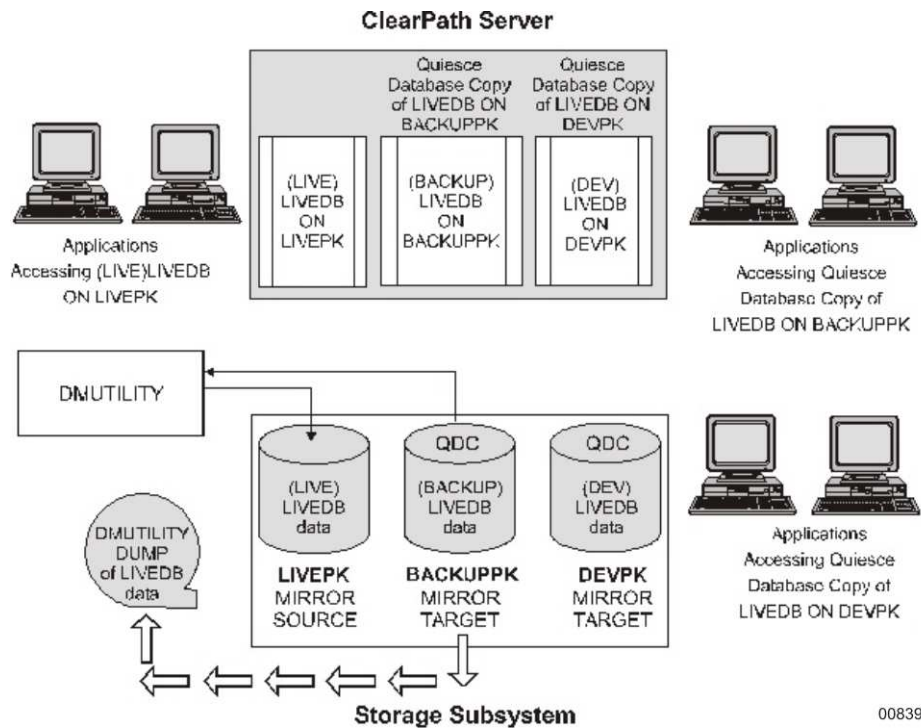 ClearPath Server
Quiesce
Database Copy
of LIVEDB ON
BACKUPPK
Quiesce
Database Copy
of LIVEDB ON
DEVPK
(LIVE)
LIVEDB
ON
LIVEPK
(BACKUP)
LIVEDB
ON
BACKUPPK
(DEV)
LIVEDB
ON
DEVPK
Applications
Accessing (LIVE)LIVEDB
ON LIVEPK
Applications
Accessing Quiesce
Database Copy of
LIVEDB ON BACKUPPK
DMUTILITY
(LIVE)
LIVEDB
data
QDC
(BACKUP)
LIVEDB
data
QDC
(DEV)
LIVEDB
data
LIVEPK
MIRROR
SOURCE
BACKUPPK
MIRROR
TARGET
DEVPK
MIRROR
TARGET
DMUTILITY
DUMP
of LIVEDB
data
Applications
Accessing Quiesce
Database Copy of
LIVEDB ON DEVPK
Storage Subsystem
00839